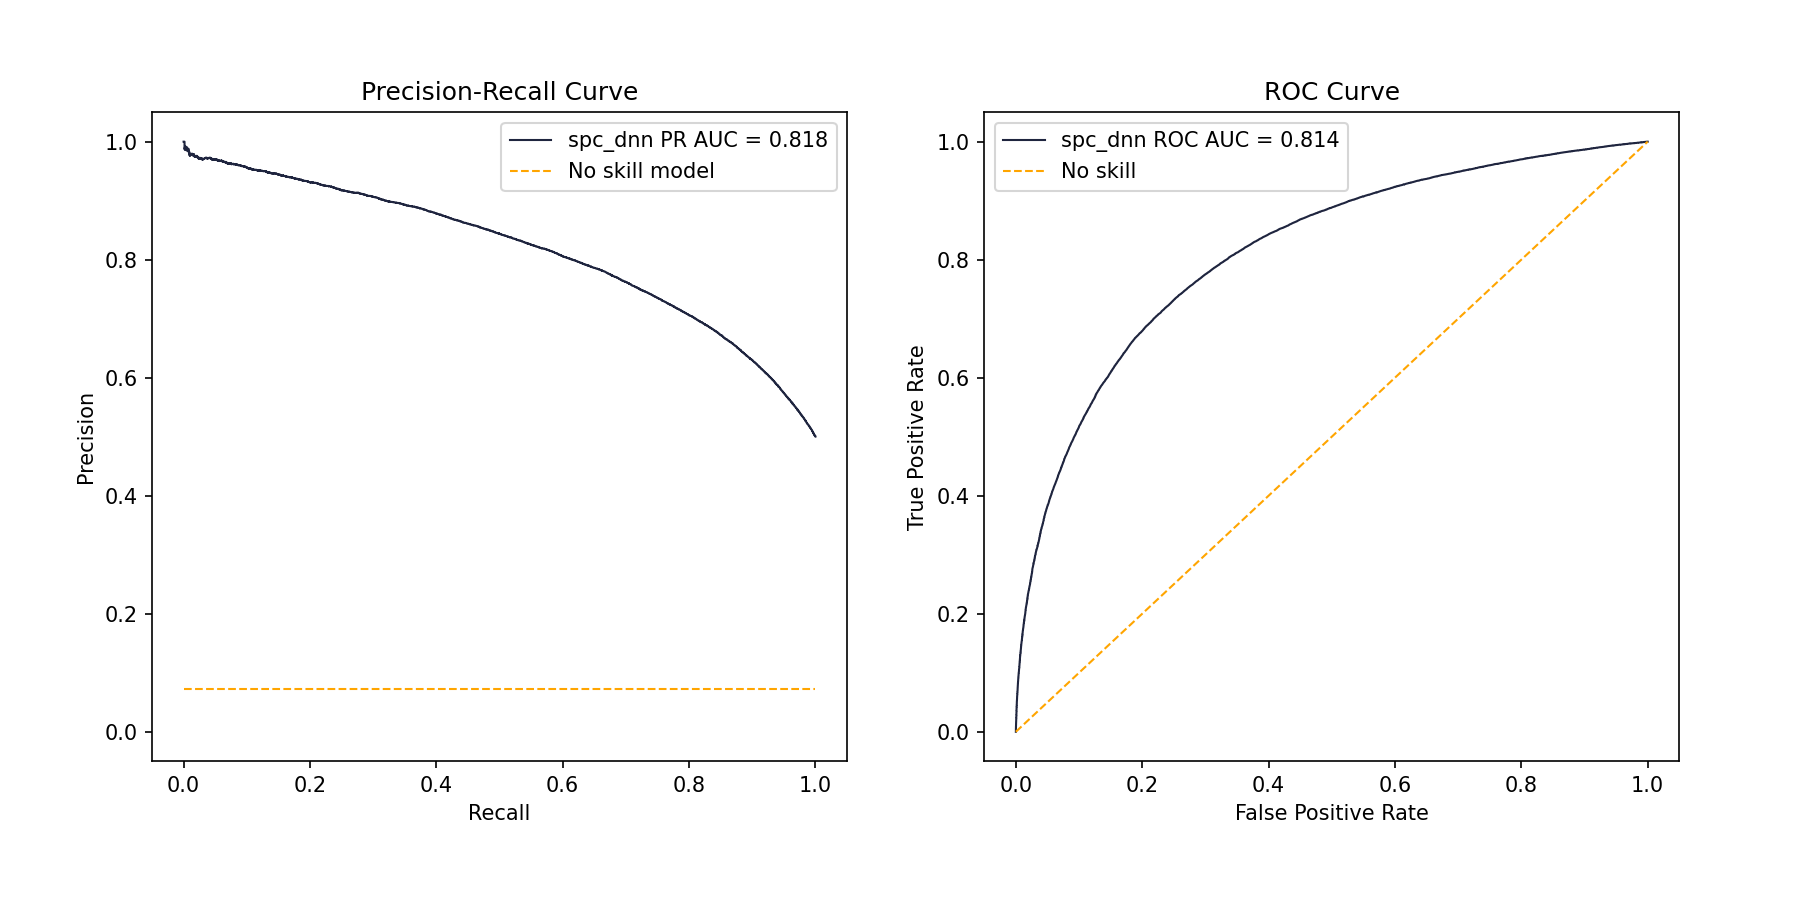 Precision-Recall Curve
spc_dnn PR AUC = 0.818
No skill model
1.0
0.8
0.6
0.4
0.2
0.0
Precision
0.0 0.2 0.4 0.6 0.8 1.0
Recall
ROC Curve
spc_dnn ROC AUC = 0.814
No skill
1.0
0.8
0.6
0.4
0.2
0.0
True Positive Rate
0.0 0.2 0.4 0.6 0.8 1.0
False Positive Rate